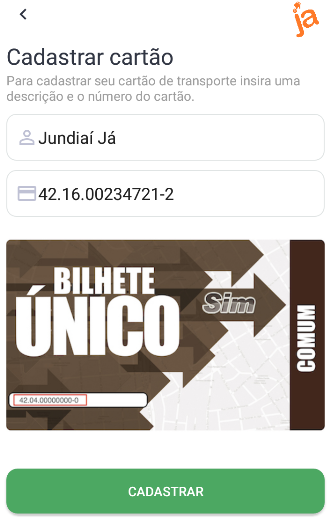 ja
Cadastrar cartão
Para cadastrar seu cartão de transporte insira uma
descrição e o número do cartão.
Jundiaí Já
42.16.00234721-2
BILHETE
ÚNICO
Sim
COMUM
42.04.00000000-0
CADASTRAR